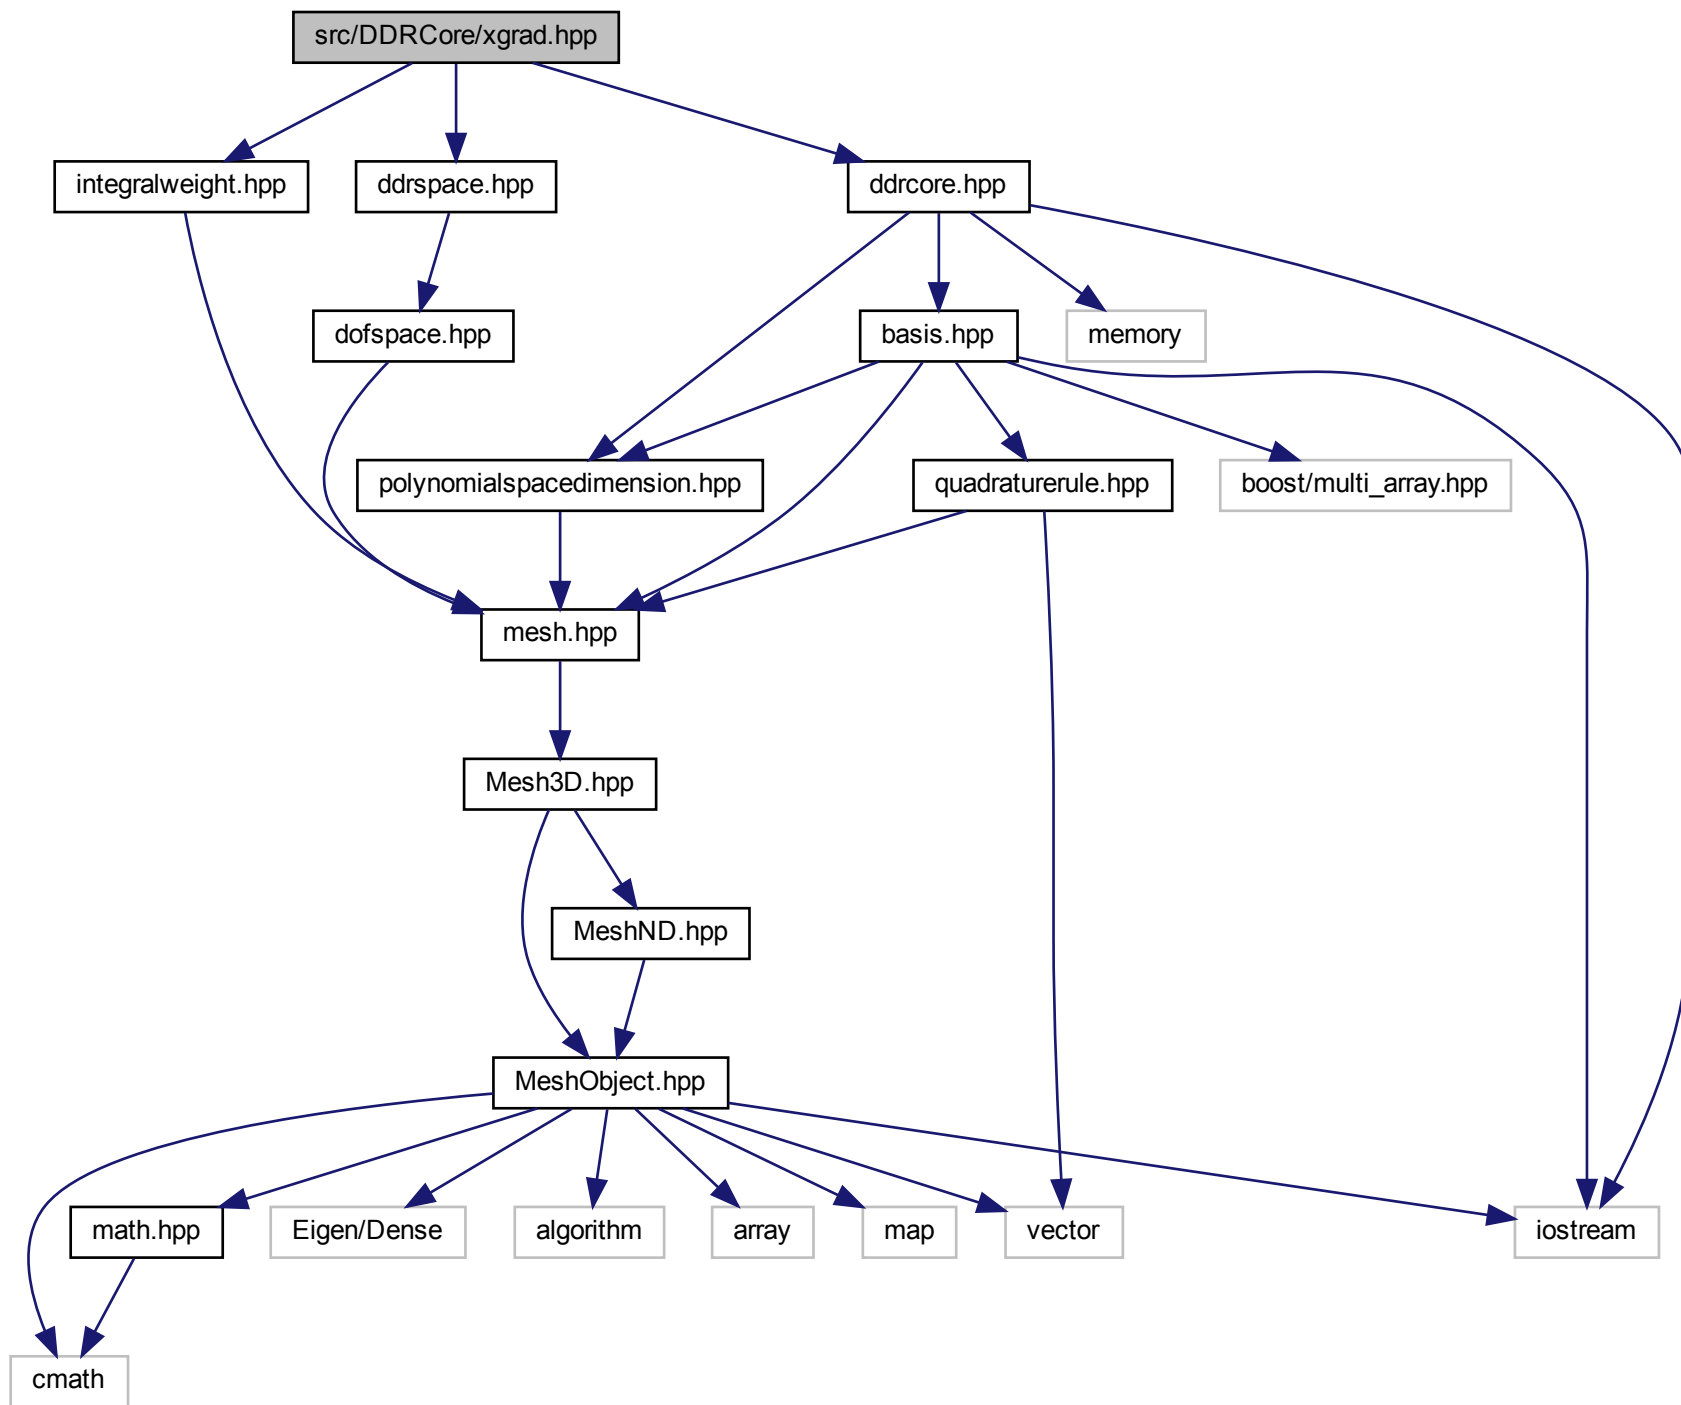 src/DDRCore/xgrad.hpp
integralweight.hpp
ddrspace.hpp
ddrcore.hpp
dofspace.hpp
basis.hpp
memory
polynomialspacedimension.hpp
quadraturerule.hpp
boost/multi_array.hpp
mesh.hpp
Mesh3D.hpp
MeshND.hpp
MeshObject.hpp
math.hpp
Eigen/Dense
algorithm
array
map
vector
iostream
cmath